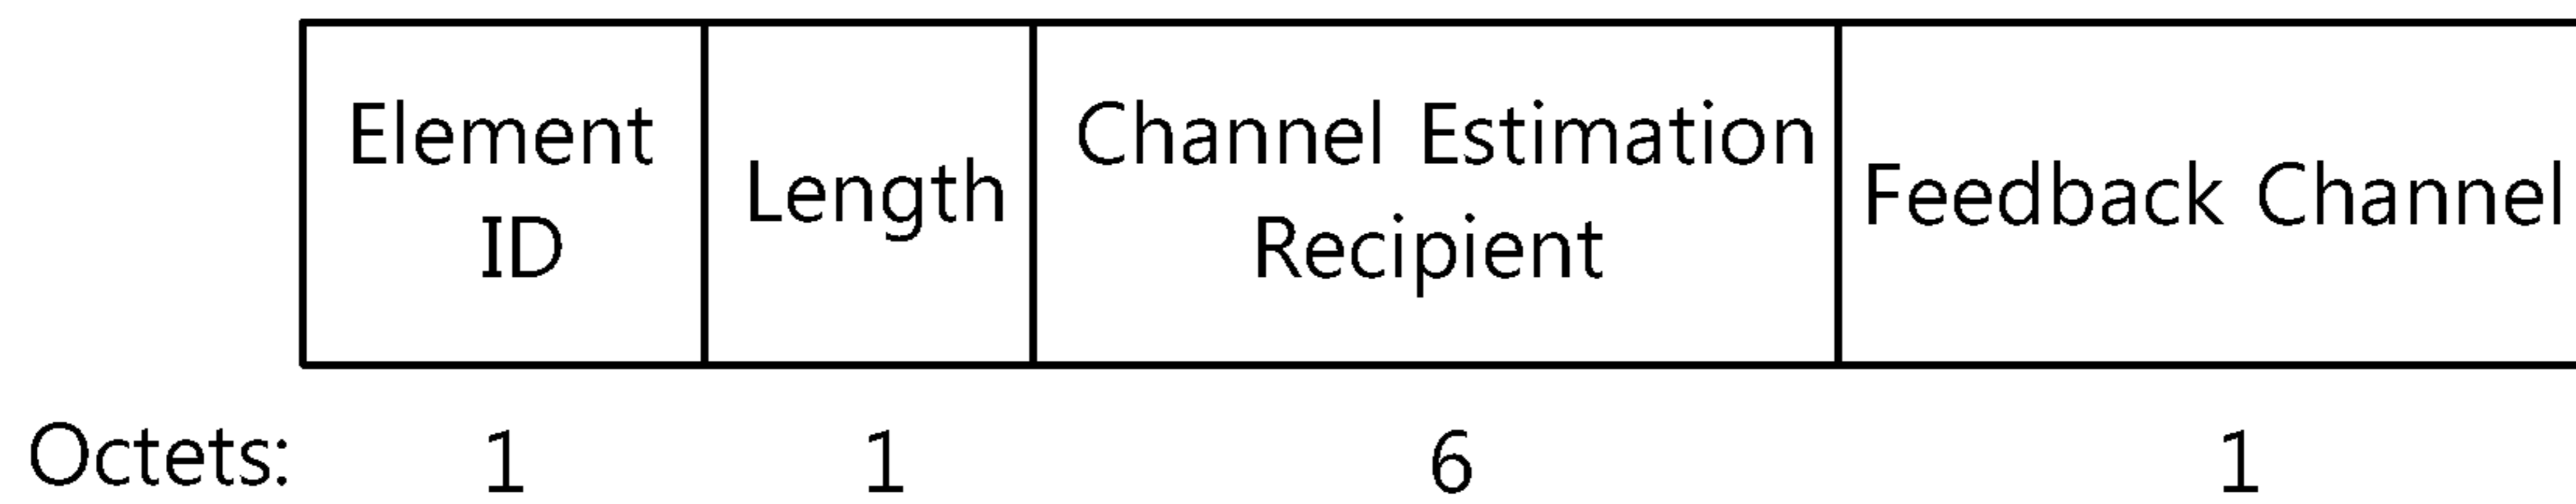 Element
ID
Length
Channel Estimation
Recipient
Feedback Channel
Octets: 1 1 6 1